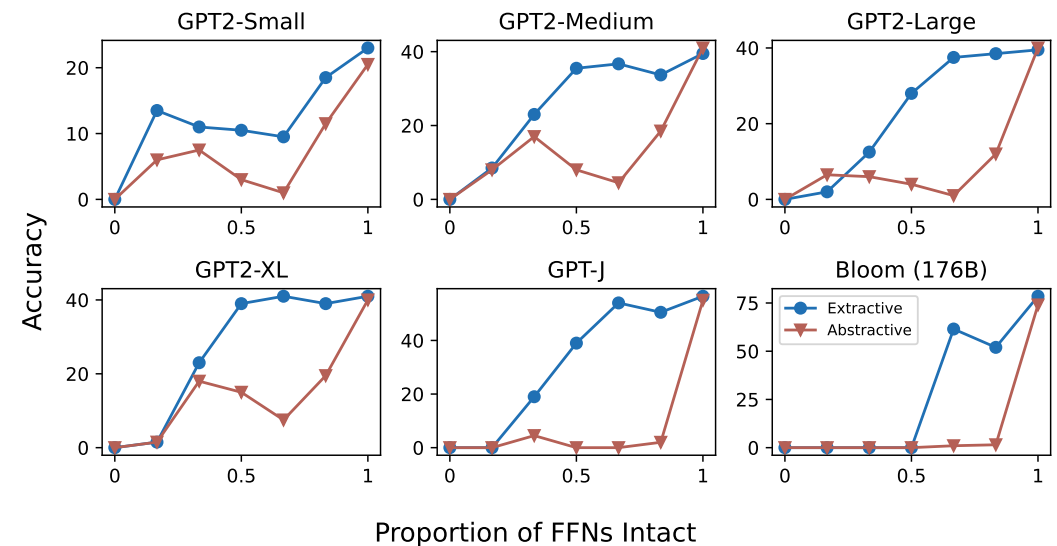 GPT2-Small
GPT2-Medium
GPT2-Large
20
10
0
0 0.5 1
40
20
0
0 0.5 1
40
20
0
0 0.5 1
Accuracy
GPT2-XL
GPT-J
Bloom (176B)
40
20
0
0 0.5 1
40
20
0
0 0.5 1
75
50
25
0
Extractive
Abstractive
0 0.5 1
Proportion of FFNs Intact